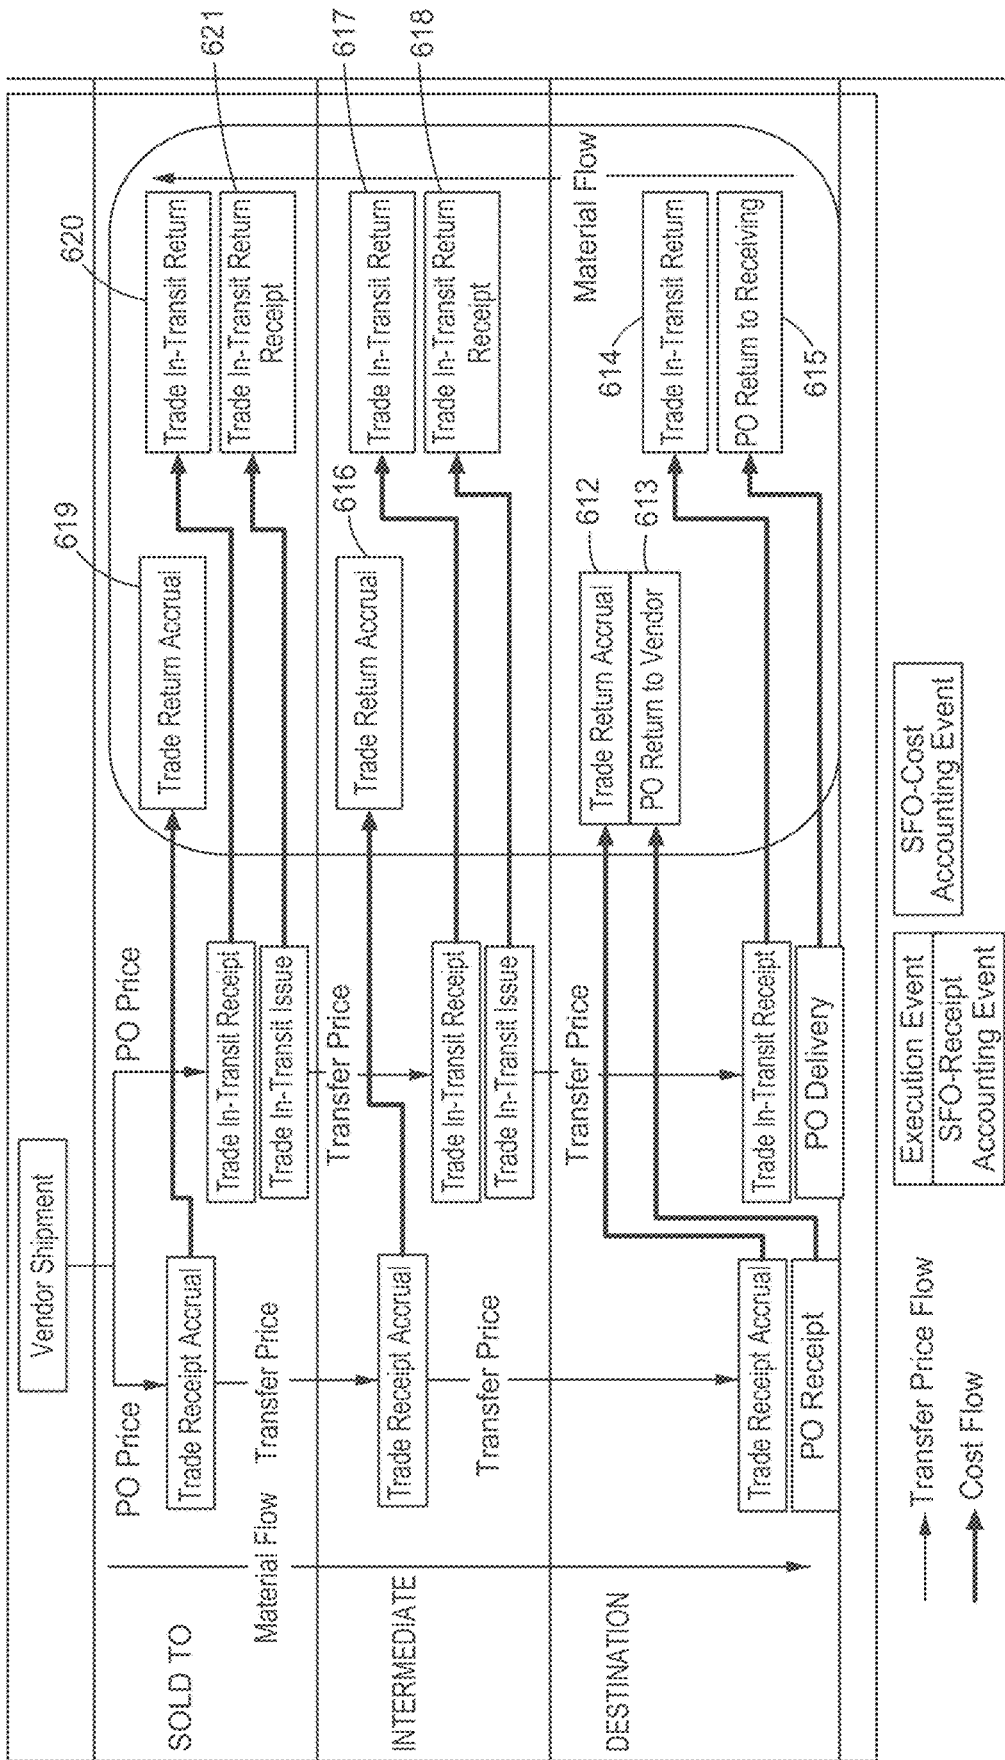 Vendor Shipment
SOLD TO
PO Price
PO Price
Trade Receipt Accrual
Material Flow
Transfer Price
Trade In-Transit Receipt
Trade In-Transit Issue
Transfer Price
619
Trade Return Accrual
620
Trade In-Transit Return
Trade In-Transit Return
Receipt
621
INTERMEDIATE
Trade Receipt Accrual
Transfer Price
Trade In-Transit Receipt
Trade In-Transit Issue
Transfer Price
616
Trade Return Accrual
617
Trade In-Transit Return
Trade In-Transit Return
Receipt
618
DESTINATION
Trade Receipt Accrual
PO Receipt
Trade In-Transit Receipt
PO Delivery
612
Trade Return Accrual
PO Return to Vendor
613
Material Flow
614
Trade In-Transit Return
PO Return to Receiving
615
Transfer Price Flow
Cost Flow
Execution Event
SFO-Receipt
Accounting Event
SFO-Cost
Accounting Event